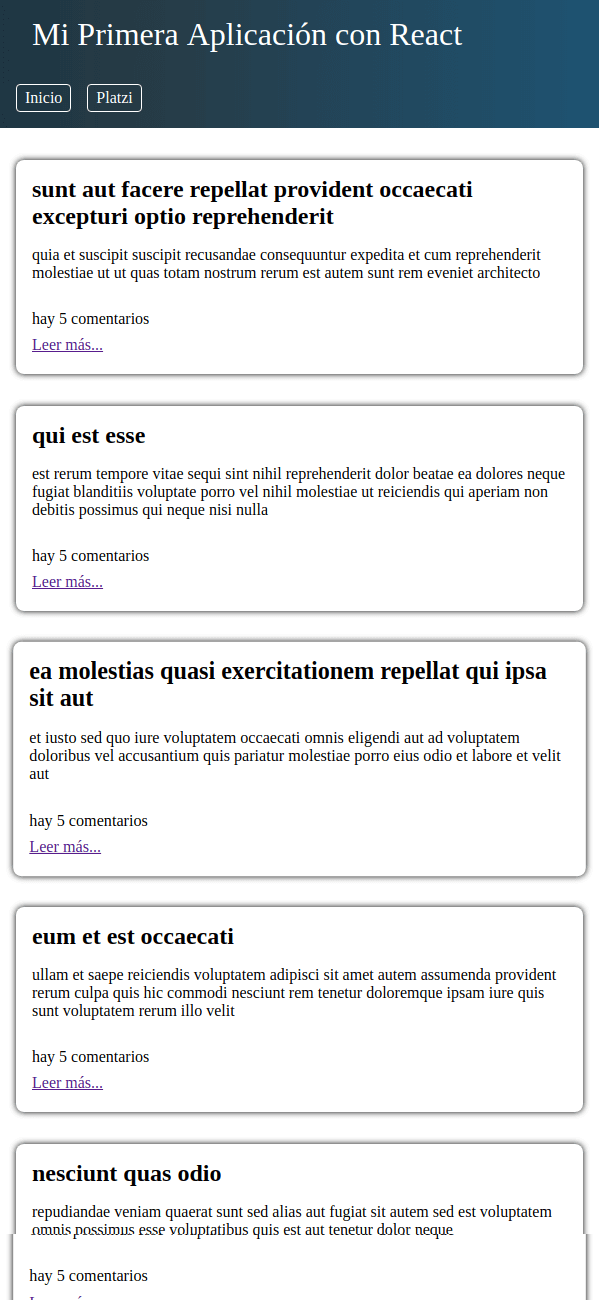 Mi Primera Aplicación con React
Inicio Platzi
sunt aut facere repellat provident occaecati
excepturi optio reprehenderit
quia et suscipit suscipit recusandae consequuntur expedita et cum reprehenderit
molestiae ut ut quas totam nostrum rerum est autem sunt rem eveniet architecto
hay 5 comentarios
Leer más...
qui est esse
est rerum tempore vitae sequi sint nihil reprehenderit dolor beatae ea dolores neque
fugiat blanditiis voluptate porro vel nihil molestiae ut reiciendis qui aperiam non
debitis possimus qui neque nisi nulla
hay 5 comentarios
Leer más...
ea molestias quasi exercitationem repellat qui ipsa
sit aut
et iusto sed quo iure voluptatem occaecati omnis eligendi aut ad voluptatem
doloribus vel accusantium quis pariatur molestiae porro eius odio et labore et velit
aut
hay 5 comentarios
Leer más...
eum et est occaecati
ullam et saepe reiciendis voluptatem adipisci sit amet autem assumenda provident
rerum culpa quis hic commodi nesciunt rem tenetur doloremque ipsam iure quis
sunt voluptatem rerum illo velit
hay 5 comentarios
Leer más...
nesciunt quas odio
repudiandae veniam quaerat sunt sed alias aut fugiat sit autem sed est voluptatem
omnis possimus esse voluptatibus quis est aut tenetur dolor neque
hay 5 comentarios